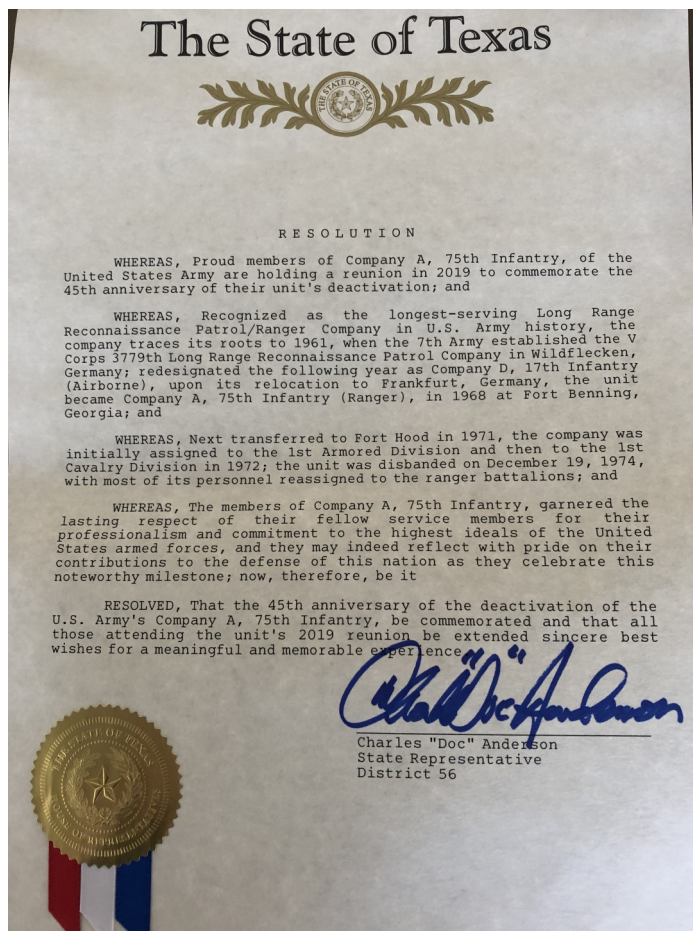 The State of Texas
THE STATE OF TEXAS
RESOLUTION
WHEREAS, Proud members of Company A, 75th Infantry, of the
United States Army are holding a reunion in 2019 to commemorate the
45th anniversary of their unit's deactivation; and
WHEREAS, Recognized as the longest-serving Long Range
Reconnaissance Patrol/Ranger Company in U.S. Army history, the
company traces its roots to 1961, when the 7th Army established the V
Corps 3779th Long Range Reconnaissance Patrol Company in Wildflecken,
Germany; redesignated the following year as Company D, 17th Infantry
(Airborne), upon its relocation to Frankfurt, Germany, the unit
became Company A, 75th Infantry (Ranger), in 1968 at Fort Benning,
Georgia; and
WHEREAS, Next transferred to Fort Hood in 1971, the company was
initially assigned to the 1st Armored Division and then to the 1st
Cavalry Division in 1972; the unit was disbanded on December 19, 1974,
with most of its personnel reassigned to the ranger battalions; and
WHEREAS, The members of Company A, 75th Infantry, garnered the
lasting respect of their fellow service members for their
professionalism and commitment to the highest ideals of the United
States armed forces, and they may indeed reflect with pride on their
contributions to the defense of this nation as they celebrate this
noteworthy milestone; now, therefore, be it
RESOLVED, That the 45th anniversary of the deactivation of the
U.S. Army's Company A, 75th Infantry, be commemorated and that all
those attending the unit's 2019 reunion be extended sincere best
wishes for a meaningful and memorable experience.
Charles "Doc" Anderson
Charles "Doc" Anderson
State Representative
District 56
THE STATE OF TEXAS
HOUSE OF REPRESENTATIVES